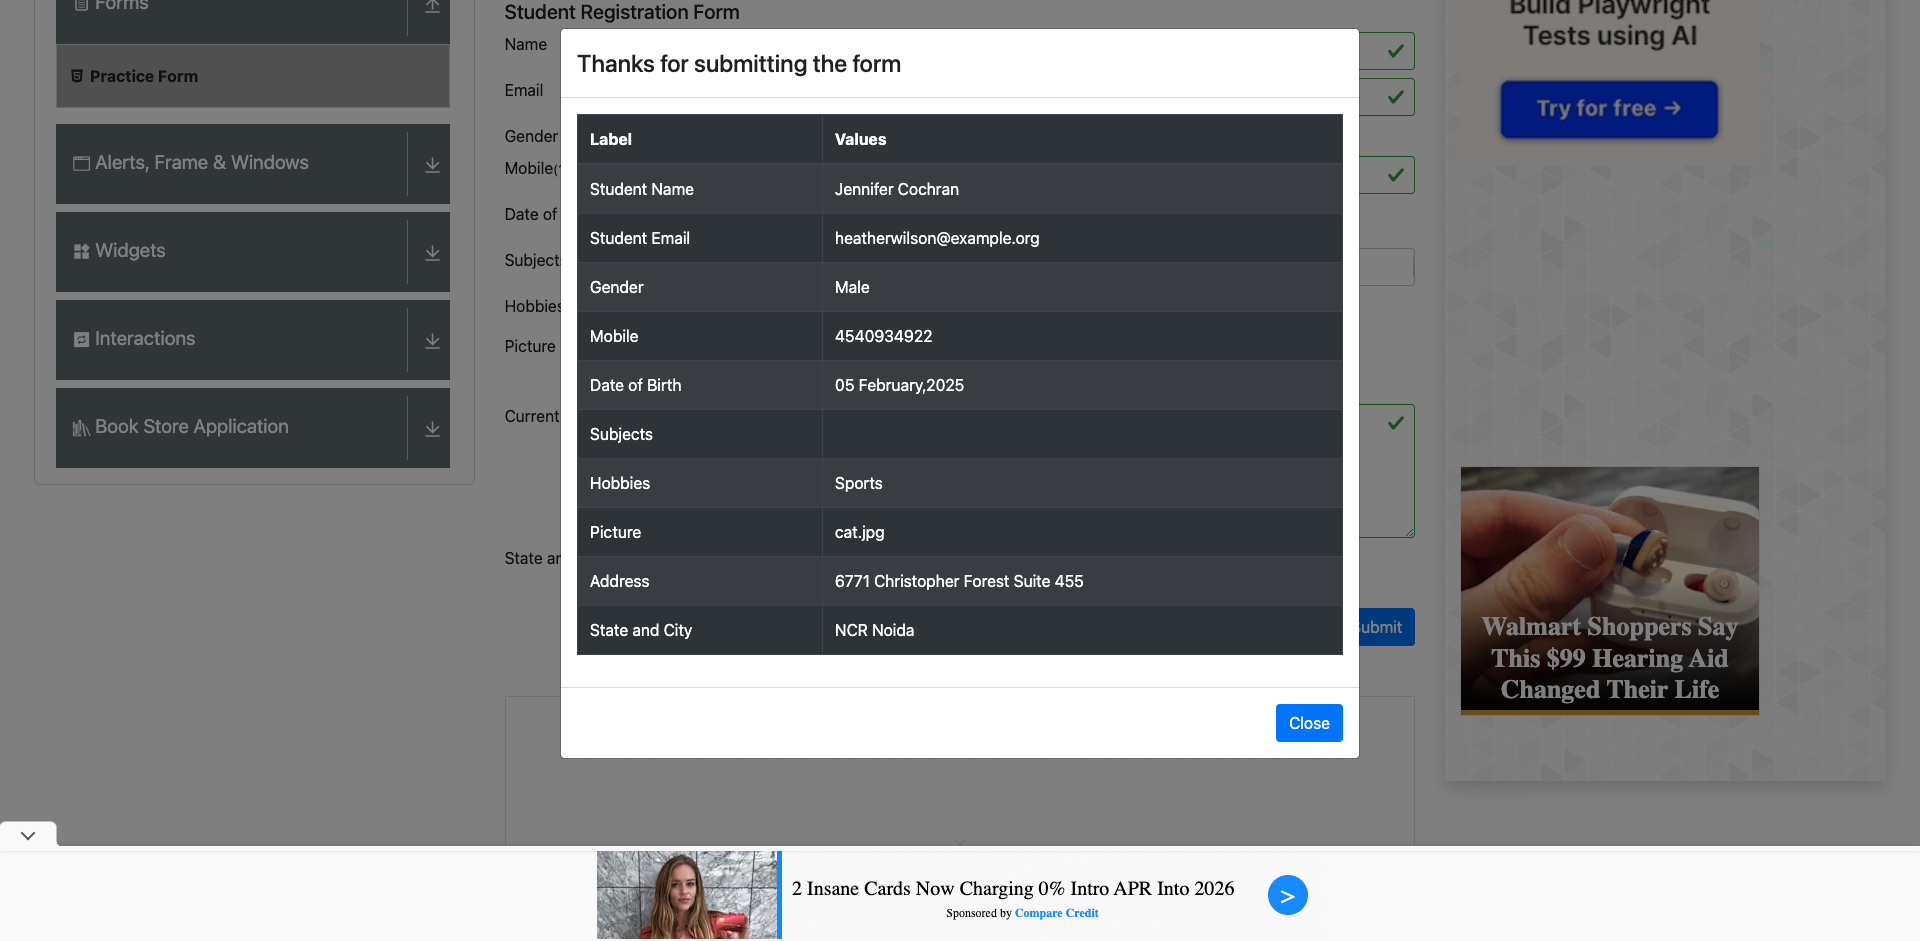 Forms
Practice Form
Alerts, Frame & Windows
Widgets
Interactions
Book Store Application
Student Registration Form
Name
Email
Gender
Mobile
Date of
Subject
Hobbies
Picture
Current
State
Thanks for submitting the form
Label Values
Student Name Jennifer Cochran
Student Email heatherwilson@example.org
Gender Male
Mobile 4540934922
Date of Birth 05 February,2025
Subjects
Hobbies Sports
Picture cat.jpg
Address 6771 Christopher Forest Suite 455
State and City NCR Noida
Close
Submit
Build Playwright
Tests using AI
Try for free →
Walmart Shoppers Say
This $99 Hearing Aid
Changed Their Life
2 Insane Cards Now Charging 0% Intro APR Into 2026
Sponsored by Compare Credit
>